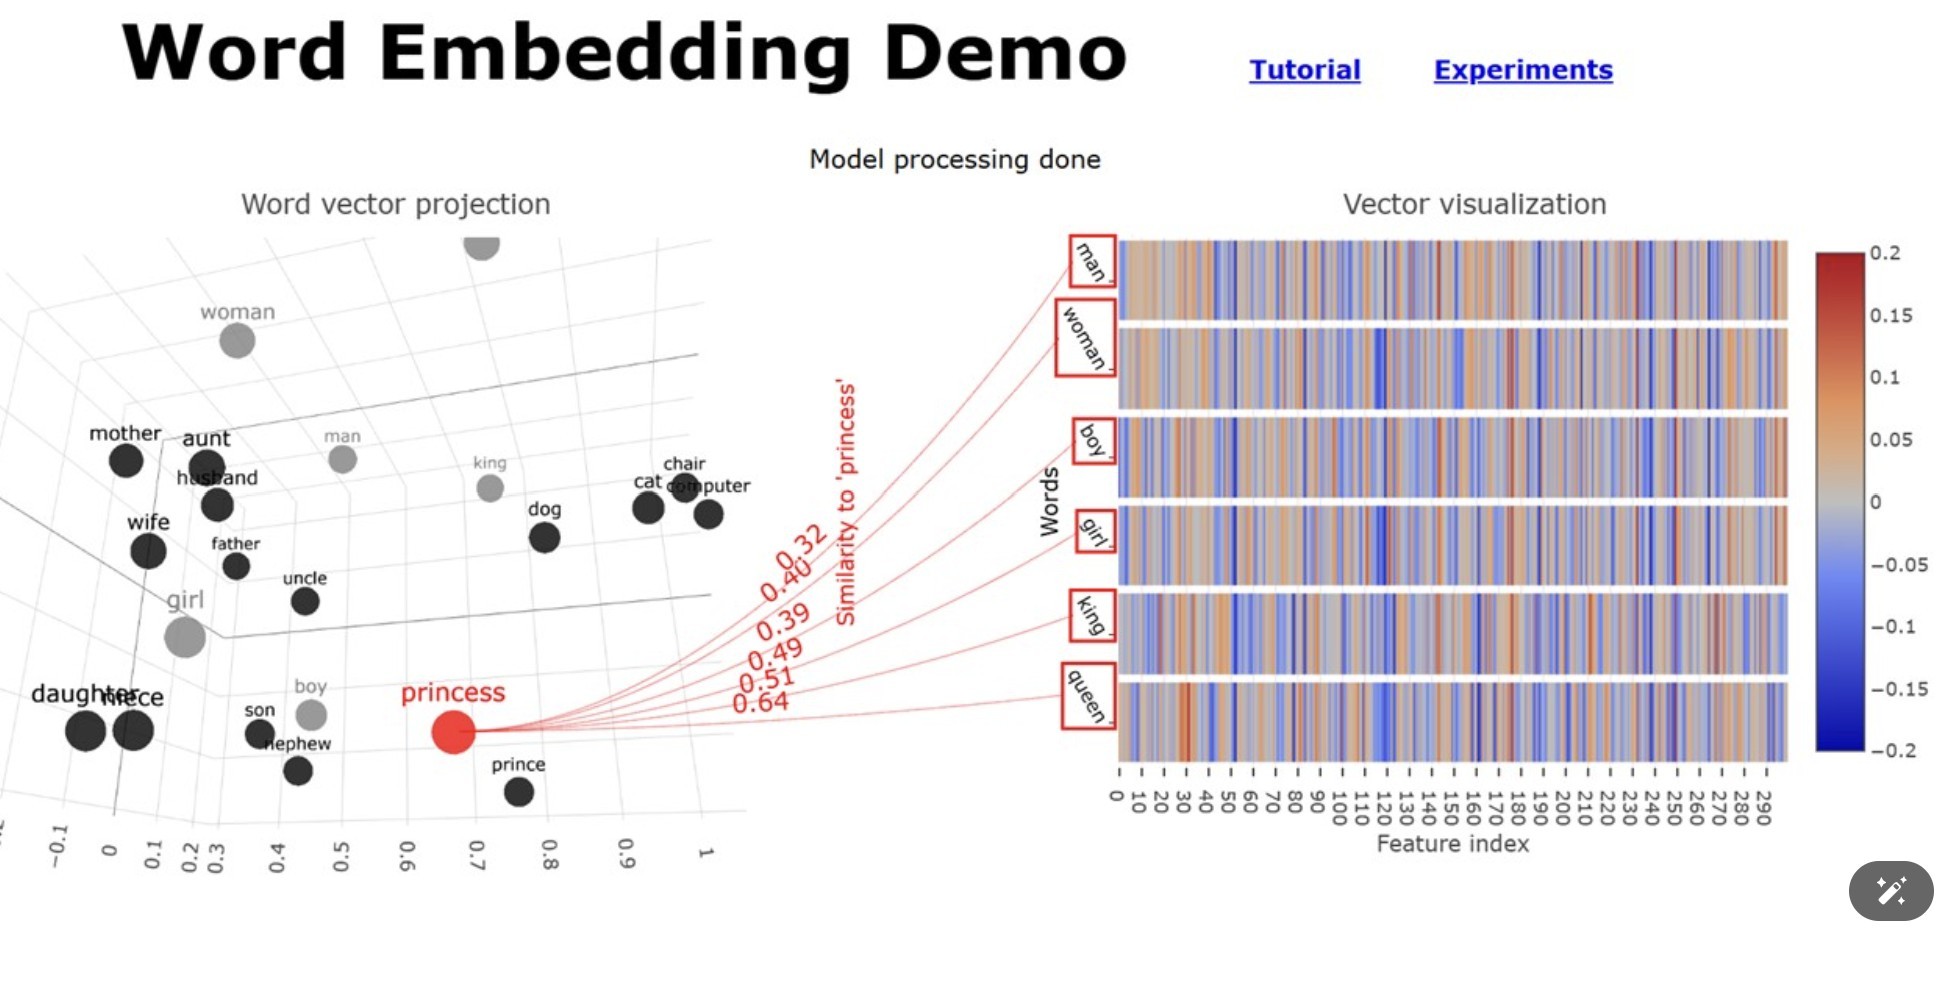 Word Embedding Demo
Tutorial
Experiments
Model processing done
Word vector projection
woman
mother
aunt
man
husband
king
chair
cat
computer
wife
dog
father
uncle
girl
daughter
niece
boy
princess
son
nephew
prince
−0.1
0
0.1
0.2
0.3
0.4
0.5
0.6
0.7
0.8
0.9
1
Similarity to 'princess'
0.32
0.40
0.39
0.49
0.51
0.64
Vector visualization
Words
man
woman
boy
girl
king
queen
0
10
20
30
40
50
60
70
80
90
100
110
120
130
140
150
160
170
180
190
200
210
220
230
240
250
260
270
280
290
Feature index
0.2
0.15
0.1
0.05
0
−0.05
−0.1
−0.15
−0.2